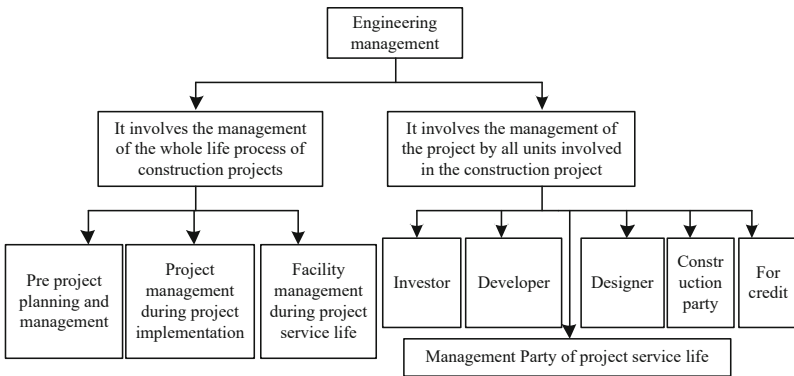 Engineering
management
It involves the management
of the whole life process of
construction projects
It involves the management of
the project by all units involved
in the construction project
Pre project
planning and
management
Project
management
during project
implementation
Facility
management
during project
service life
Investor
Developer
Designer
Constr
uction
party
For
credit
Management Party of project service life